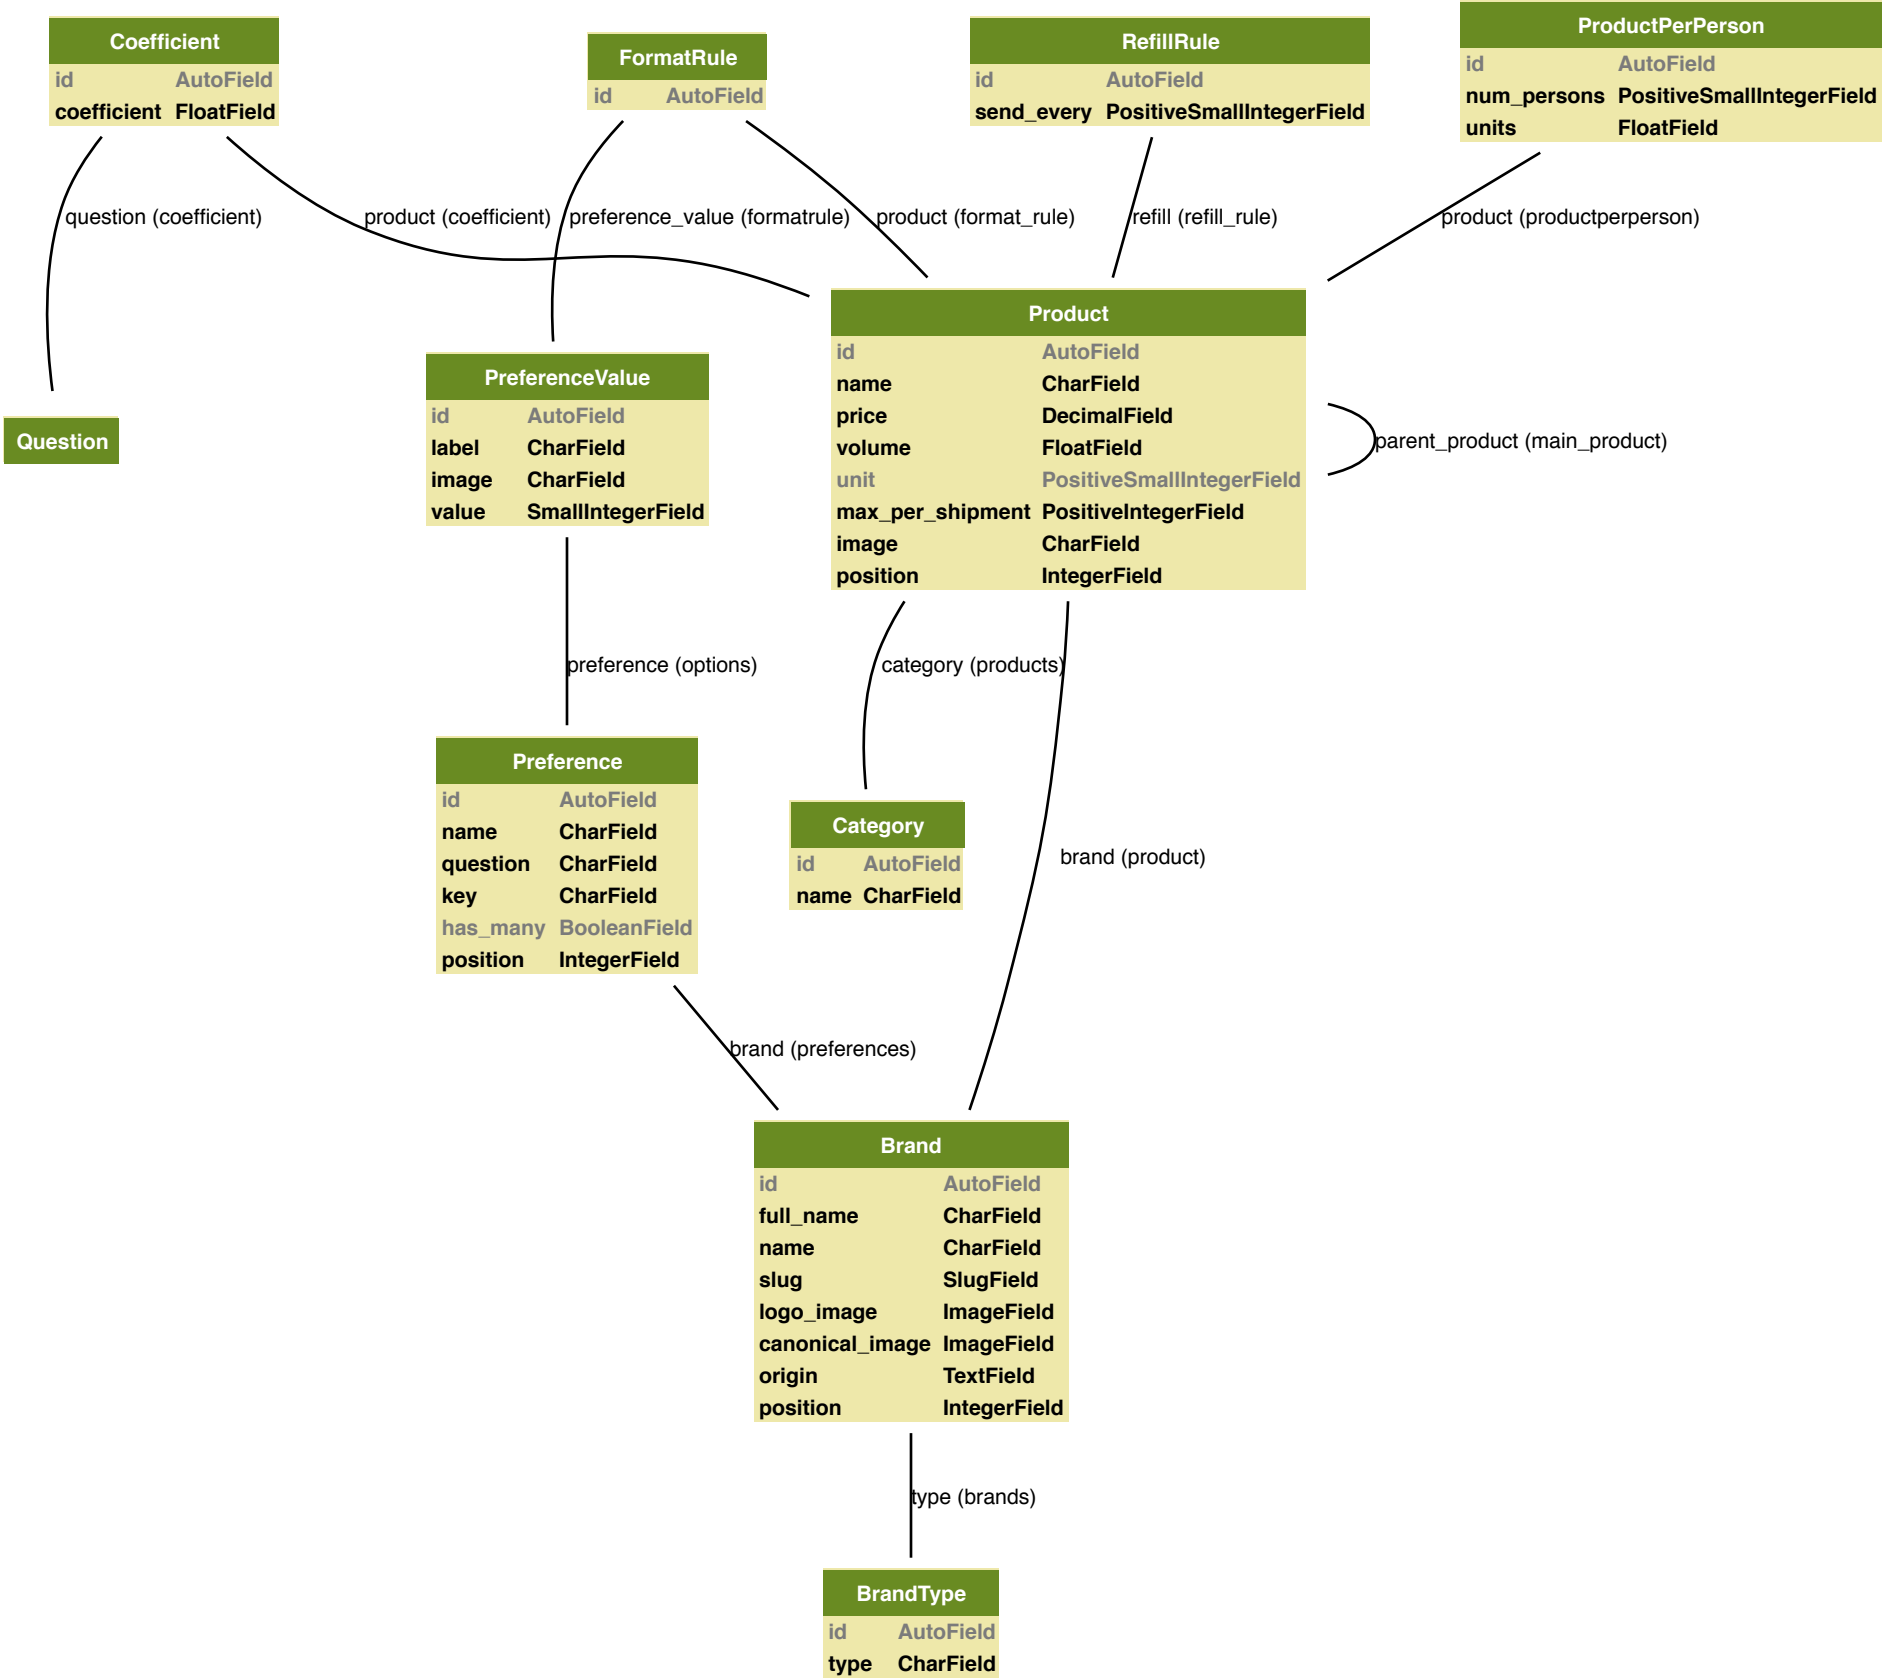 Coefficient
id AutoField
coefficient FloatField
FormatRule
id AutoField
RefillRule
id AutoField
send_every PositiveSmallIntegerField
ProductPerPerson
id AutoField
num_persons PositiveSmallIntegerField
units FloatField
question (coefficient)
product (coefficient)
preference_value (formatrule)
product (format_rule)
refill (refill_rule)
product (productperperson)
Question
PreferenceValue
id AutoField
label CharField
image CharField
value SmallIntegerField
Product
id AutoField
name CharField
price DecimalField
volume FloatField
unit PositiveSmallIntegerField
max_per_shipment PositiveIntegerField
image CharField
position IntegerField
parent_product (main_product)
preference (options)
category (products)
brand (product)
Preference
id AutoField
name CharField
question CharField
key CharField
has_many BooleanField
position IntegerField
Category
id AutoField
name CharField
brand (preferences)
Brand
id AutoField
full_name CharField
name CharField
slug SlugField
logo_image ImageField
canonical_image ImageField
origin TextField
position IntegerField
type (brands)
BrandType
id AutoField
type CharField